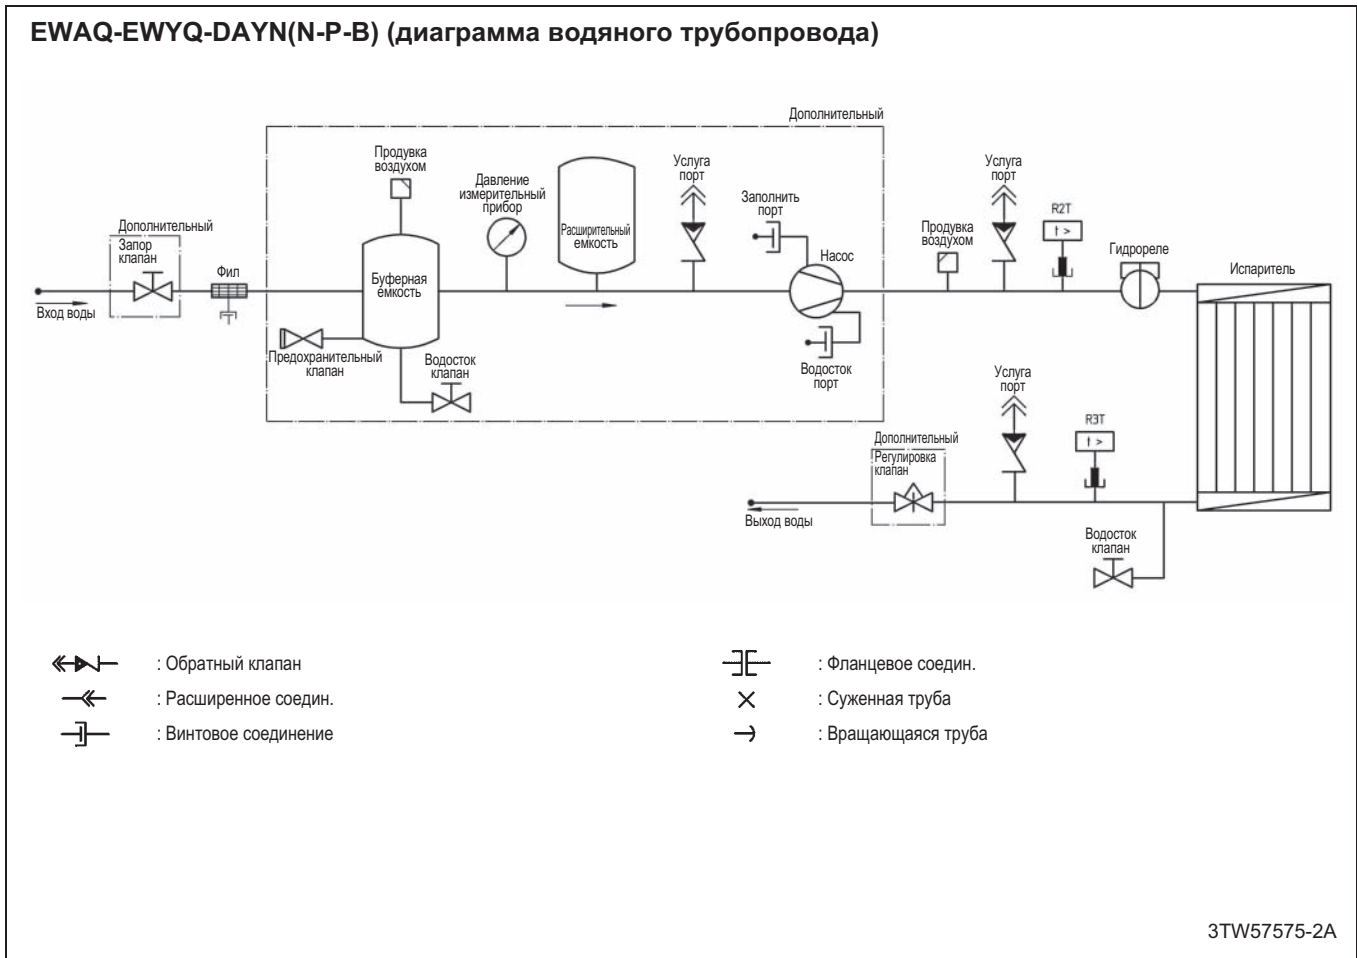 EWAQ-EWYQ-DAYN(N-P-B) (диаграмма водяного трубопровода)
Дополнительный
Продувка
воздухом
Давление
измерительный
прибор
Расширительный
емкость
Услуга
порт
Заполнить
порт
Насос
Продувка
воздухом
Услуга
порт
R2T
t >
Гидрореле
Испаритель
Дополнительный
Запор
клапан
Фил
Вход воды
Буферная
емкость
Предохранительный
клапан
Водосток
клапан
Водосток
порт
Услуга
порт
R3T
t >
Дополнительный
Регулировка
клапан
Выход воды
Водосток
клапан
: Обратный клапан
: Расширенное соедин.
: Винтовое соединение
: Фланцевое соедин.
: Суженная труба
: Вращающаяся труба
3TW57575-2A